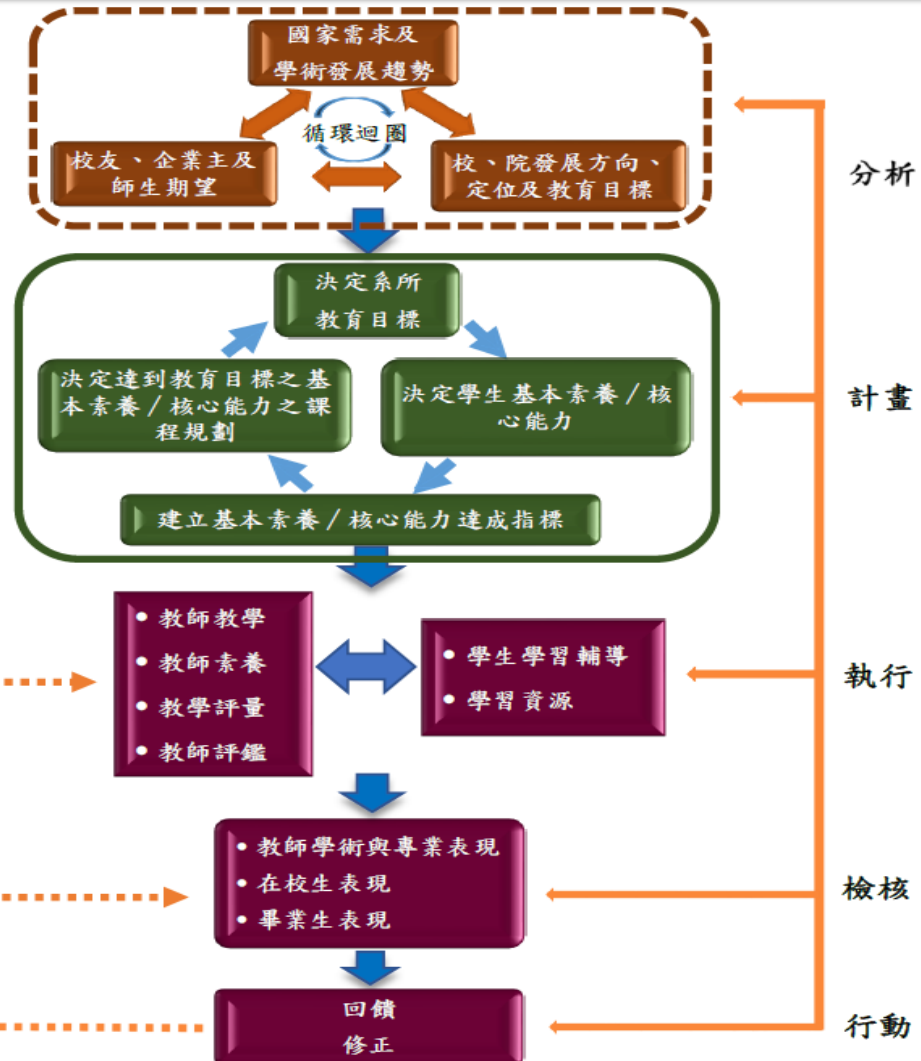 國家需求及
學術發展趨勢
循環迴圈
校友、企業主及
師生期望
校、院發展方向、
定位及教育目標
分析
決定系所
教育目標
決定達到教育目標之基
本素養／核心能力之課
程規劃
決定學生基本素養／核
心能力
建立基本素養／核心能力達成指標
計畫
• 教師教學
• 教師素養
• 教學評量
• 教師評鑑
• 學生學習輔導
• 學習資源
執行
• 教師學術與專業表現
• 在校生表現
• 畢業生表現
檢核
回饋
修正
行動